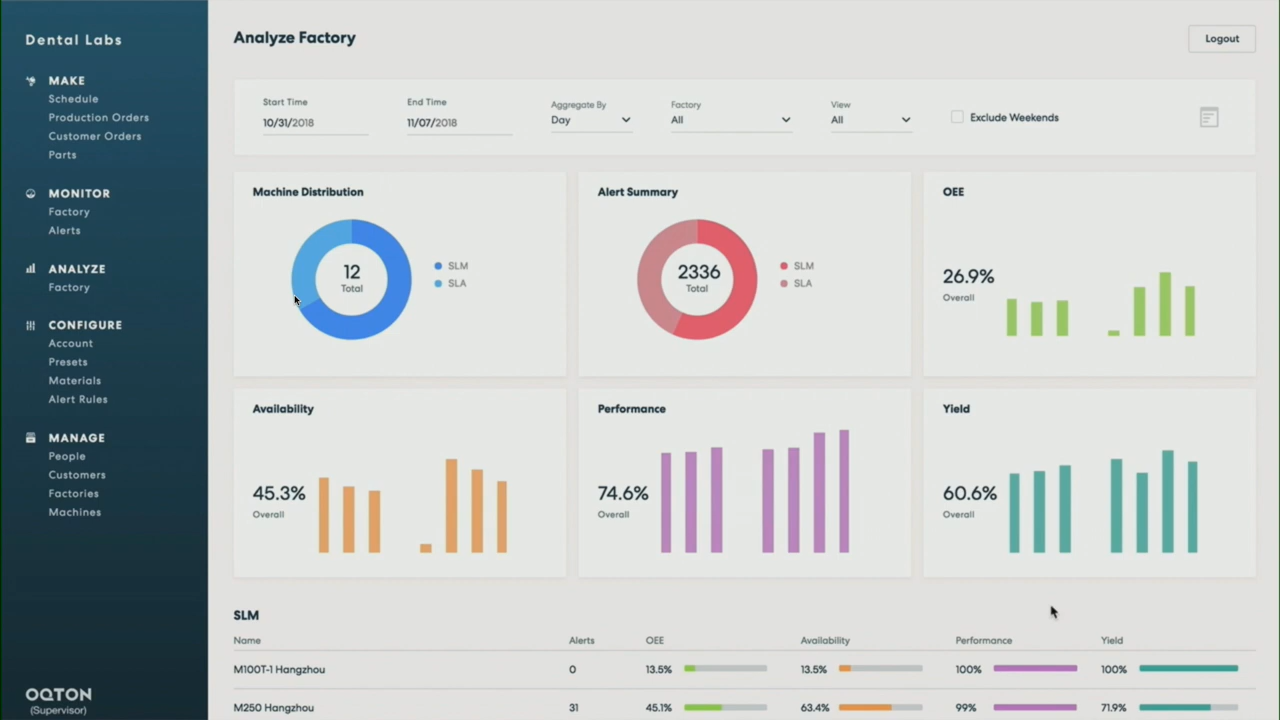 Dental Labs
MAKE
Schedule
Production Orders
Customer Orders
Parts
MONITOR
Factory
Alerts
ANALYZE
Factory
CONFIGURE
Account
Presets
Materials
Alert Rules
MANAGE
People
Customers
Factories
Machines
OQTON
(Supervisor)
Analyze Factory
Logout
Start Time
10/31/2018
End Time
11/07/2018
Aggregate By
Day
Factory
All
View
All
Exclude Weekends
Machine Distribution
12
Total
SLM
SLA
Alert Summary
2336
Total
SLM
SLA
OEE
26.9%
Overall
Availability
45.3%
Overall
Performance
74.6%
Overall
Yield
60.6%
Overall
SLM
Name Alerts OEE Availability Performance Yield
M100T-1 Hangzhou 0 13.5% 13.5% 100% 100%
M250 Hangzhou 31 45.1% 63.4% 99% 71.9%